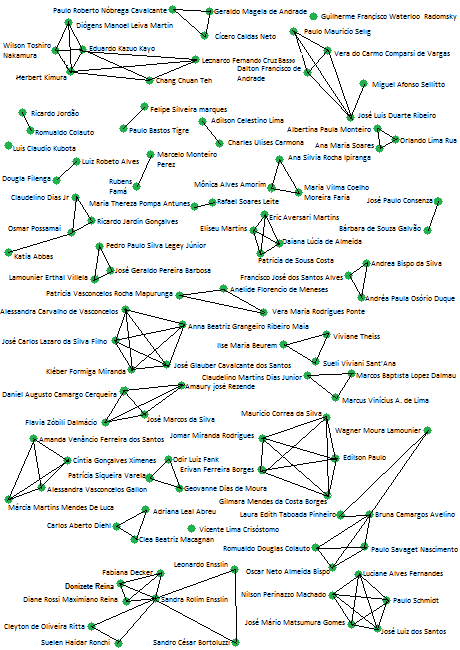 Paulo Roberto Nóbrega Cavalcante
Geraldo Magela de Andrade
Guilherme Françisco Waterloo Radomsky
Diógens Manoel Leiva Martin
Cícero Caldas Neto
Paulo Maurício Selig
Wilson Toshiro
Nakamura
Eduardo Kazuo Kayo
Vera do Carmo Comparsi de Vargas
Leonardo Fernando Cruz Basso
Dalton Francisco de
Andrade
Herbert Kimura
Chang Chuan Teh
Miguel Afonso Sellitto
José Luís Duarte Ribeiro
Ricardo Jordão
Felipe Silveira marques
Romualdo Colauto
Paulo Bastos Tigre
Adilson Celestino Lima
Albertina Paula Monteiro
Orlando Lima Rua
Ana Maria Soares
Charles Ulises Carmona
Luis Claudio Kubota
Luiz Roberto Alves
Marcelo Monteiro
Perez
Ana Silvia Rocha Ipiranga
Dougla Filenga
Rubens
Famá
Mônica Alves Amorim
Maria Vilma Coelho
Moreira Faria
Claudelino Dias Jr
Maria Thereza Pompa Antunes
Rafael Soares Leite
José Paulo Consenza
Ricardo Jardin Gonçalves
Eric Aversari Martins
Osmar Possamai
Eliseu Martins
Bárbara de Souza Galvão
Daiana Lúcia de Almeida
Katia Abbas
Pedro Paulo Silva Legey Júnior
Patricia de Sousa Costa
Andrea Bispo da Silva
Lamounier Erthal Villela
José Geraldo Pereira Barbosa
Francisco José dos Santos Alves
Andréa Paula Osório Duque
Patrícia Vasconcelos Rocha Mapurunga
Anelide Florencio de Meneses
Alessandra Carvalho de Vasconcelos
Vera Maria Rodrigues Ponte
Anna Beatriz Grangeiro Ribeiro Maia
José Carlos Lazaro da Silva Filho
Ilse Maria Beurem
Viviane Theiss
Sueli Viviani Sant'Ana
José Glauber Cavalcante dos Santos
Kléber Formiga Miranda
Claudelino Martins Dias Junior
Marcos Baptista Lopez Dalmau
Amaury josé Rezende
Daniel Augusto Camargo Cerqueira
Marcus Vinícius A. de Lima
Flavia Zóbili Dalmácio
José Marcos da Silva
Mauricio Correa da Silva
Amanda Venâncio Ferreira dos Santos
Jomar Miranda Rodrigues
Wagner Moura Lamounier
Cíntia Gonçalves Ximenes
Odir Luiz Fank
Edilson Paulo
Patrícia Siqueira Varela
Erivan Ferreira Borges
Alessandra Vasconcelos Gallon
Geovanne Dias de Moura
Márcia Martins Mendes De Luca
Gilmara Mendes da Costa Borges
Adriana Leal Abreu
Laura Edith Taboada Pinheiro
Bruna Camargos Avelino
Carlos Aberto Diehl
Vicente Lima Crisóstomo
Clea Beatriz Macagnan
Romualdo Douglas Colauto
Paulo Savaget Nascimento
Leonardo Ensslin
Oscar Neto Almeida Bispo
Fabiana Decker
Luciane Alves Fernandes
Donizete Reina
Nilson Perinazzo Machado
Diane Rossi Maximiano Reina
Sandra Rolim Ensslin
Paulo Schmidt
Cleyton de Oliveira Ritta
José Mário Matsumura Gomes
José Luiz dos Santos
Suelen Haidar Ronchi
Sandro César Bortoluzzi